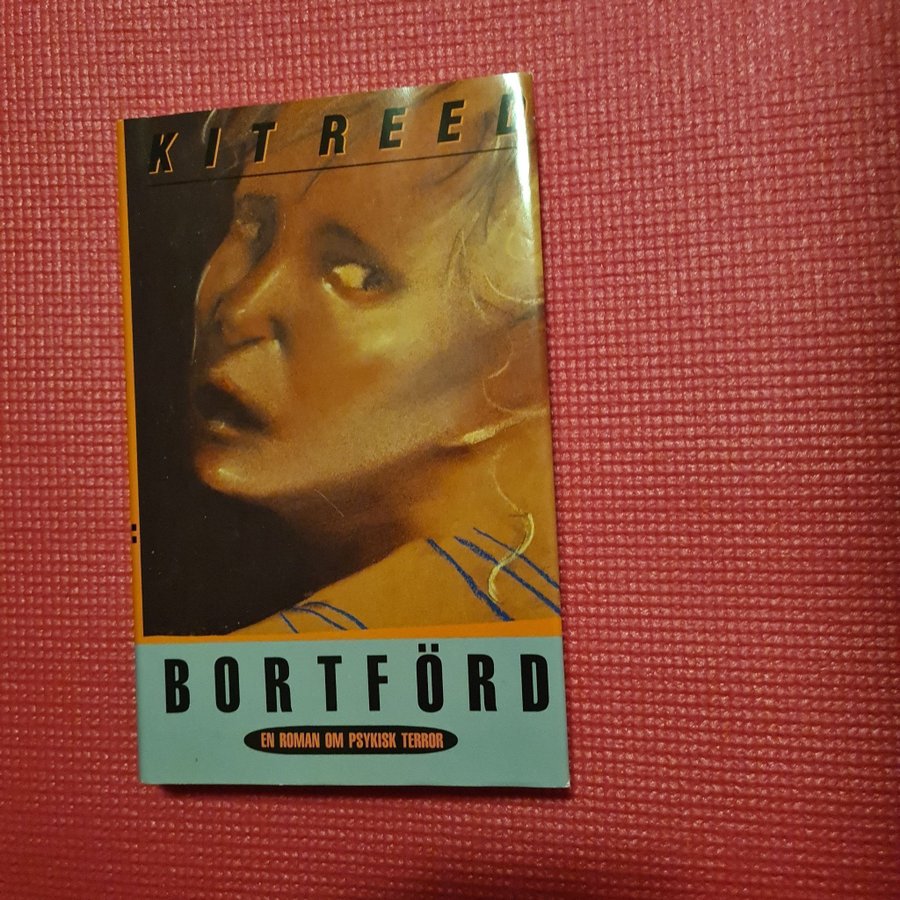 KIT REED
BORTFÖRD
EN ROMAN OM PSYKISK TERROR